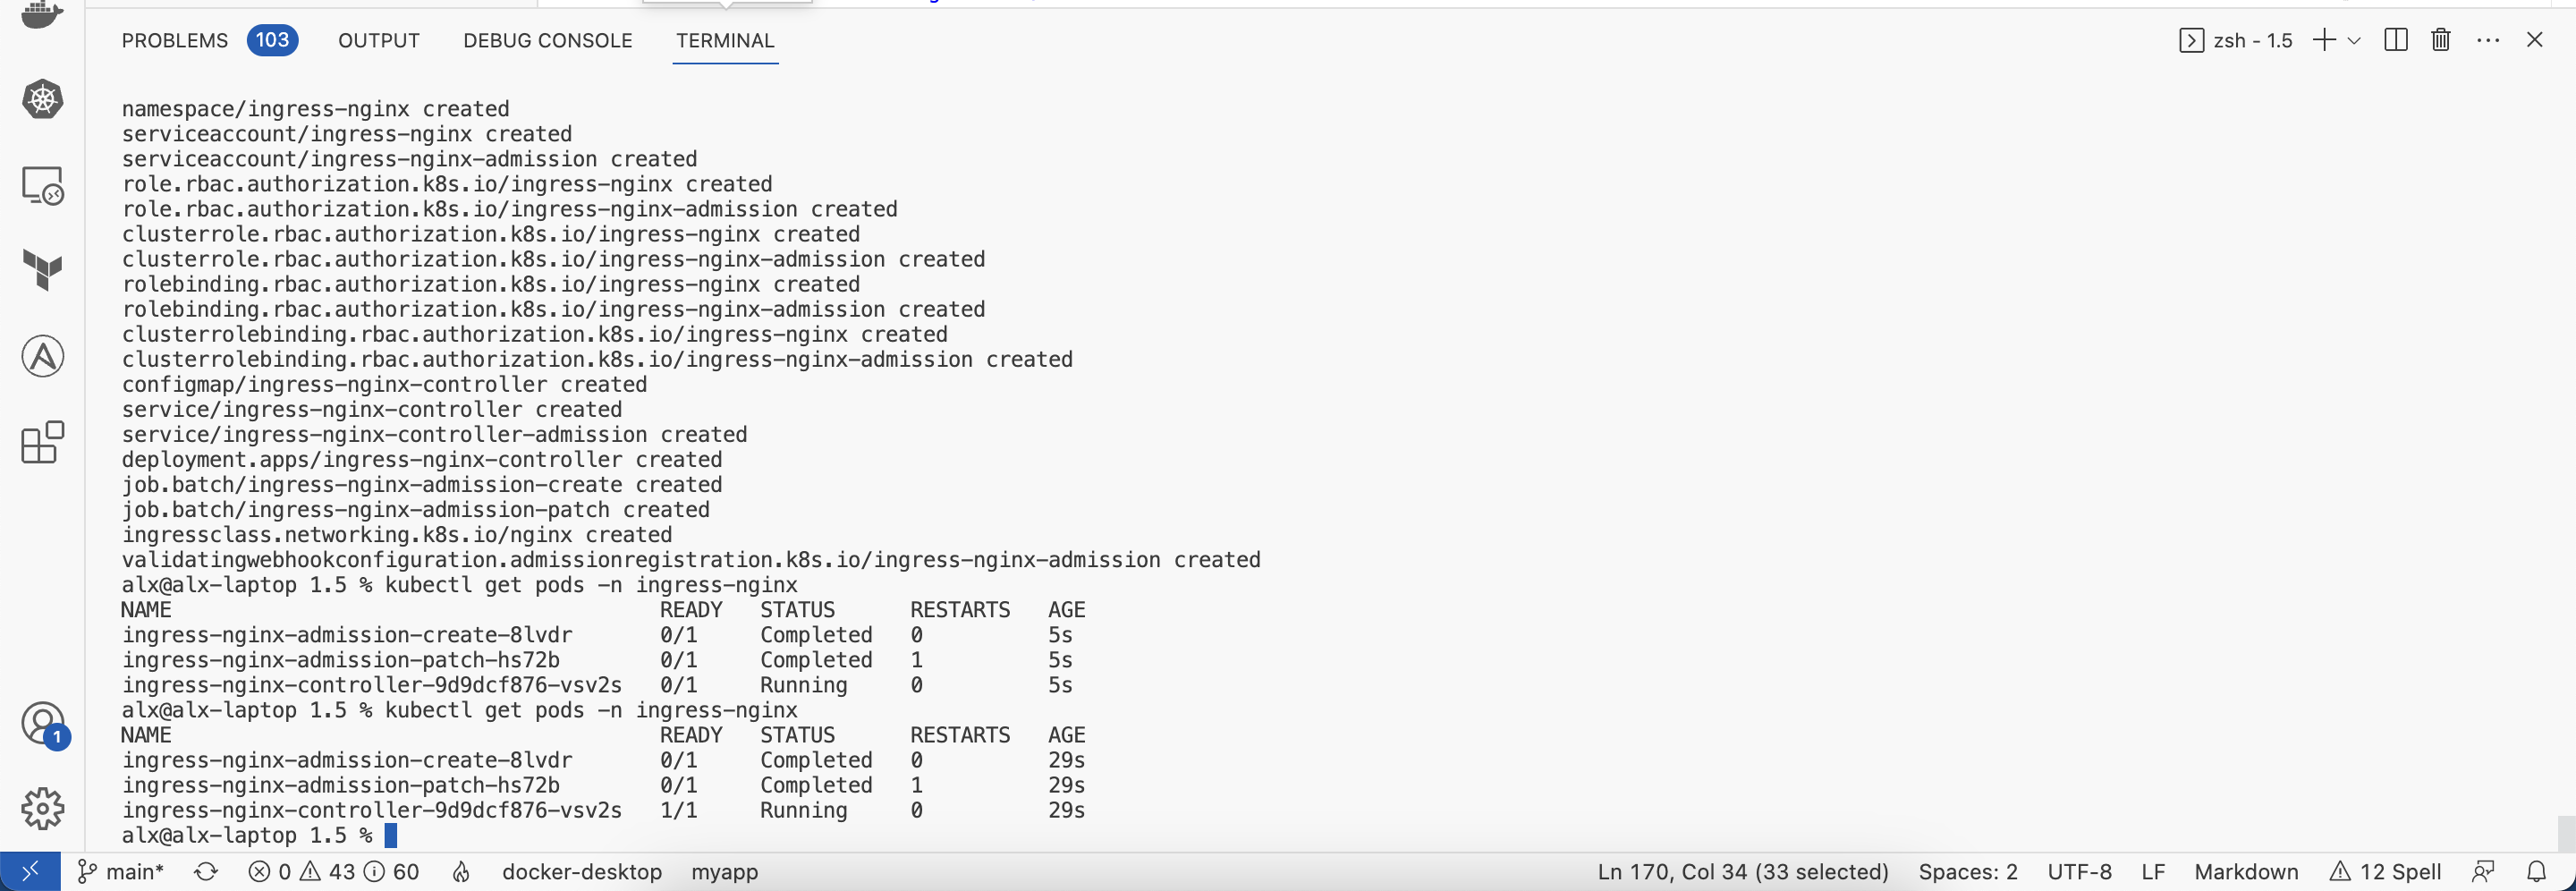 PROBLEMS 103 OUTPUT DEBUG CONSOLE TERMINAL zsh - 1.5
namespace/ingress-nginx created
serviceaccount/ingress-nginx created
serviceaccount/ingress-nginx-admission created
role.rbac.authorization.k8s.io/ingress-nginx created
role.rbac.authorization.k8s.io/ingress-nginx-admission created
clusterrole.rbac.authorization.k8s.io/ingress-nginx created
clusterrole.rbac.authorization.k8s.io/ingress-nginx-admission created
rolebinding.rbac.authorization.k8s.io/ingress-nginx created
rolebinding.rbac.authorization.k8s.io/ingress-nginx-admission created
clusterrolebinding.rbac.authorization.k8s.io/ingress-nginx created
clusterrolebinding.rbac.authorization.k8s.io/ingress-nginx-admission created
configmap/ingress-nginx-controller created
service/ingress-nginx-controller created
service/ingress-nginx-controller-admission created
deployment.apps/ingress-nginx-controller created
job.batch/ingress-nginx-admission-create created
job.batch/ingress-nginx-admission-patch created
ingressclass.networking.k8s.io/nginx created
validatingwebhookconfiguration.admissionregistration.k8s.io/ingress-nginx-admission created
alx@alx-laptop 1.5 % kubectl get pods -n ingress-nginx
NAME READY STATUS RESTARTS AGE
ingress-nginx-admission-create-8lvdr 0/1 Completed 0 5s
ingress-nginx-admission-patch-hs72b 0/1 Completed 1 5s
ingress-nginx-controller-9d9dcf876-vsv2s 0/1 Running 0 5s
alx@alx-laptop 1.5 % kubectl get pods -n ingress-nginx
NAME READY STATUS RESTARTS AGE
ingress-nginx-admission-create-8lvdr 0/1 Completed 0 29s
ingress-nginx-admission-patch-hs72b 0/1 Completed 1 29s
ingress-nginx-controller-9d9dcf876-vsv2s 1/1 Running 0 29s
alx@alx-laptop 1.5 %
1
main* 0 43 60 docker-desktop myapp Ln 170, Col 34 (33 selected) Spaces: 2 UTF-8 LF Markdown 12 Spell